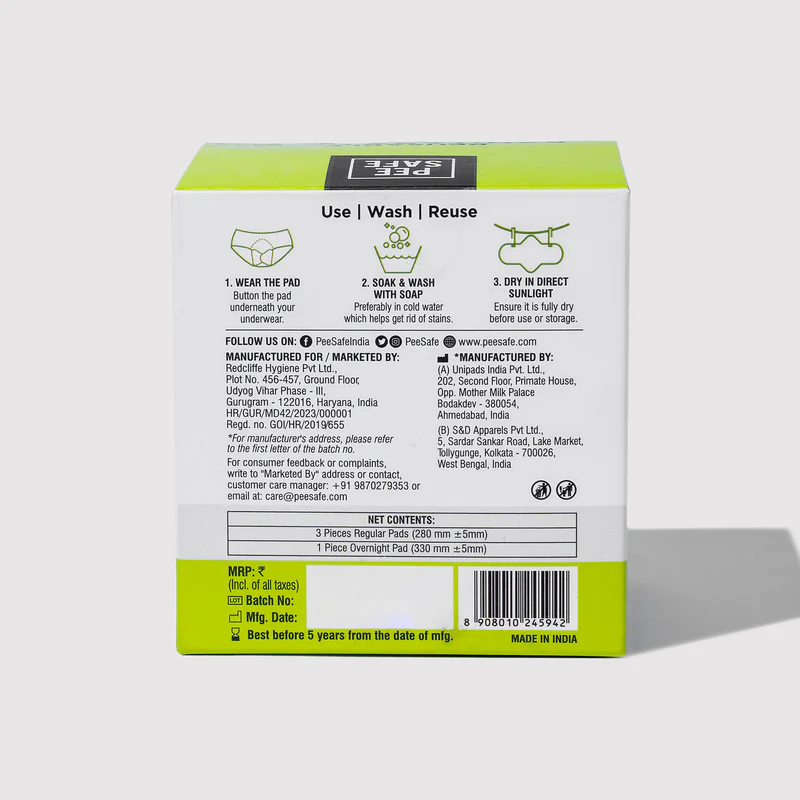 PEE
SAFE
Use | Wash | Reuse
1. WEAR THE PAD
Button the pad
underneath your
underwear.
2. SOAK & WASH
WITH SOAP
Preferably in cold water
which helps get rid of stains.
3. DRY IN DIRECT
SUNLIGHT
Ensure it is fully dry
before use or storage.
FOLLOW US ON: PeeSafeIndia PeeSafe www.peesafe.com
MANUFACTURED FOR / MARKETED BY:
Redcliffe Hygiene Pvt Ltd.,
Plot No. 456-457, Ground Floor,
Udyog Vihar Phase - III,
Gurugram - 122016, Haryana, India
HR/GUR/MD42/2023/000001
Regd. no. GOI/HR/2019/655
*For manufacturer's address, please refer
to the first letter of the batch no.
For consumer feedback or complaints,
write to "Marketed By" address or contact,
customer care manager: +91 9870279353 or
email at: care@peesafe.com
*MANUFACTURED BY:
(A) Unipads India Pvt. Ltd.,
202, Second Floor, Primate House,
Opp. Mother Milk Palace
Bodakdev - 380054,
Ahmedabad, India
(B) S&D Apparels Pvt Ltd.,
5, Sardar Sankar Road, Lake Market,
Tollygunge, Kolkata - 700026,
West Bengal, India
NET CONTENTS:
3 Pieces Regular Pads (280 mm ±5mm)
1 Piece Overnight Pad (330 mm ±5mm)
MRP: ₹
(Incl. of all taxes)
LOT Batch No:
Mfg. Date:
Best before 5 years from the date of mfg.
8 908010 245942
MADE IN INDIA